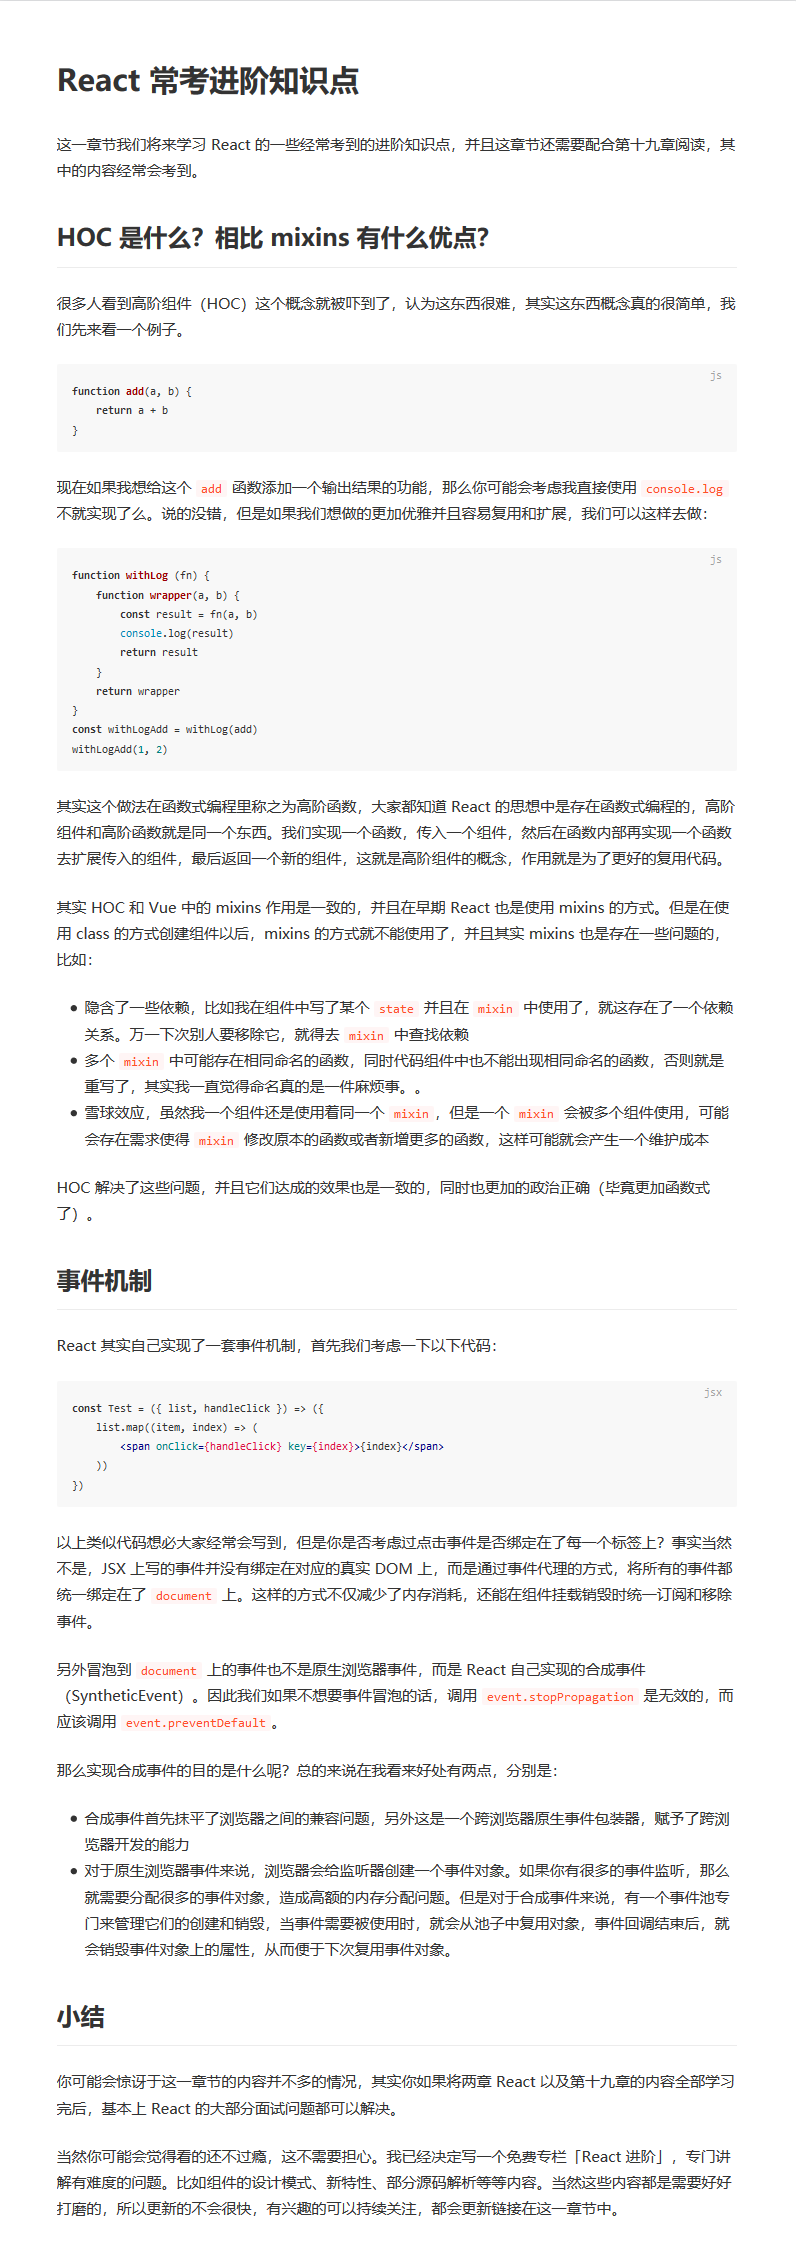 React 常考进阶知识点
这一章节我们将来学习 React 的一些经常考到的进阶知识点，并且这章节还需要配合第十九章阅读，其
中的内容经常会考到。
HOC 是什么？相比 mixins 有什么优点？
很多人看到高阶组件（HOC）这个概念就被吓到了，认为这东西很难，其实这东西概念真的很简单，我
们先来看一个例子。
js
function add(a, b) {
    return a + b
}
现在如果我想给这个 add 函数添加一个输出结果的功能，那么你可能会考虑我直接使用 console.log
不就实现了么。说的没错，但是如果我们想做的更加优雅并且容易复用和扩展，我们可以这样去做：
js
function withLog (fn) {
    function wrapper(a, b) {
        const result = fn(a, b)
        console.log(result)
        return result
    }
    return wrapper
}
const withLogAdd = withLog(add)
withLogAdd(1, 2)
其实这个做法在函数式编程里称之为高阶函数，大家都知道 React 的思想中是存在函数式编程的，高阶
组件和高阶函数就是同一个东西。我们实现一个函数，传入一个组件，然后在函数内部再实现一个函数
去扩展传入的组件，最后返回一个新的组件，这就是高阶组件的概念，作用就是为了更好的复用代码。
其实 HOC 和 Vue 中的 mixins 作用是一致的，并且在早期 React 也是使用 mixins 的方式。但是在使
用 class 的方式创建组件以后，mixins 的方式就不能使用了，并且其实 mixins 也是存在一些问题的，
比如：
• 隐含了一些依赖，比如我在组件中写了某个 state 并且在 mixin 中使用了，就这存在了一个依赖
关系。万一下次别人要移除它，就得去 mixin 中查找依赖
• 多个 mixin 中可能存在相同命名的函数，同时代码组件中也不能出现相同命名的函数，否则就是
重写了，其实我一直觉得命名真的是一件麻烦事。。
• 雪球效应，虽然我一个组件还是使用着同一个 mixin ，但是一个 mixin 会被多个组件使用，可能
会存在需求使得 mixin 修改原本的函数或者新增更多的函数，这样可能就会产生一个维护成本
HOC 解决了这些问题，并且它们达成的效果也是一致的，同时也更加的政治正确（毕竟更加函数式
了）。
事件机制
React 其实自己实现了一套事件机制，首先我们考虑一下以下代码：
jsx
const Test = ({ list, handleClick }) => ({
    list.map((item, index) => (
        <span onClick={handleClick} key={index}>{index}</span>
    ))
})
以上类似代码想必大家经常会写到，但是你是否考虑过点击事件是否绑定在了每一个标签上？事实当然
不是，JSX 上写的事件并没有绑定在对应的真实 DOM 上，而是通过事件代理的方式，将所有的事件都
统一绑定在了 document 上。这样的方式不仅减少了内存消耗，还能在组件挂载销毁时统一订阅和移除
事件。
另外冒泡到 document 上的事件也不是原生浏览器事件，而是 React 自己实现的合成事件
（SyntheticEvent）。因此我们如果不想要事件冒泡的话，调用 event.stopPropagation 是无效的，而
应该调用 event.preventDefault 。
那么实现合成事件的目的是什么呢？总的来说在我看来好处有两点，分别是：
• 合成事件首先抹平了浏览器之间的兼容问题，另外这是一个跨浏览器原生事件包装器，赋予了跨浏
览器开发的能力
• 对于原生浏览器事件来说，浏览器会给监听器创建一个事件对象。如果你有很多的事件监听，那么
就需要分配很多的事件对象，造成高额的内存分配问题。但是对于合成事件来说，有一个事件池专
门来管理它们的创建和销毁，当事件需要被使用时，就会从池子中复用对象，事件回调结束后，就
会销毁事件对象上的属性，从而便于下次复用事件对象。
小结
你可能会惊讶于这一章节的内容并不多的情况，其实你如果将两章 React 以及第十九章的内容全部学习
完后，基本上 React 的大部分面试问题都可以解决。
当然你可能会觉得看的还不过瘾，这不需要担心。我已经决定写一个免费专栏「React 进阶」，专门讲
解有难度的问题。比如组件的设计模式、新特性、部分源码解析等等内容。当然这些内容都是需要好好
打磨的，所以更新的不会很快，有兴趣的可以持续关注，都会更新链接在这一章节中。